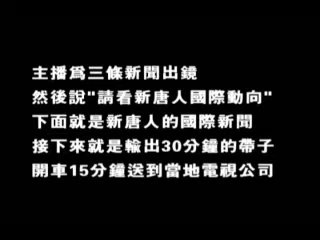 主播為三條新聞出鏡
然後說"請看新唐人國際動向"
下面就是新唐人的國際新聞
接下來就是輸出30分鐘的帶子
開車15分鐘送到當地電視公司